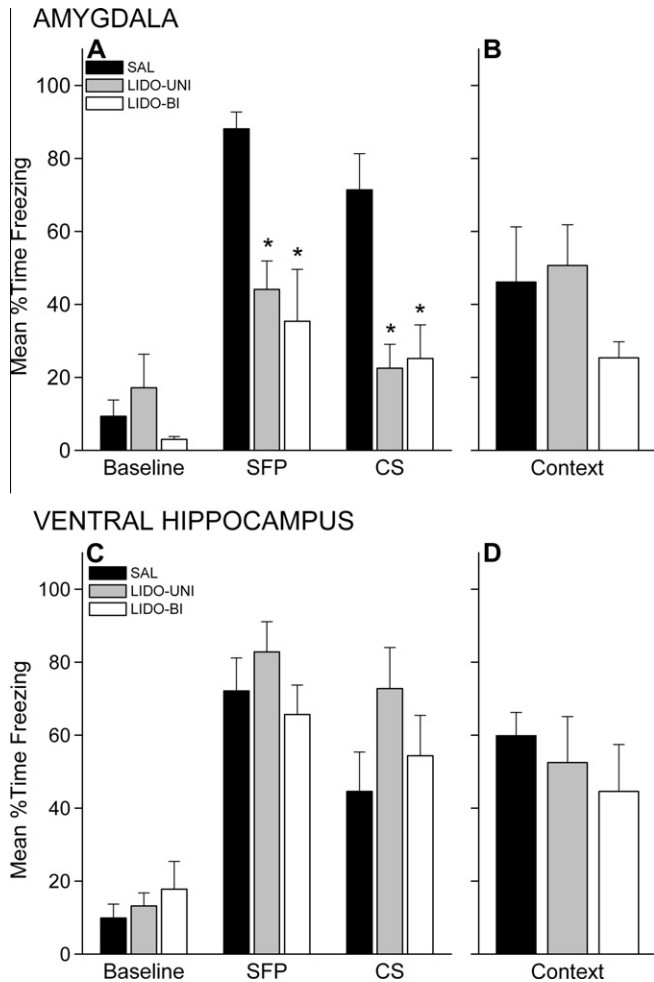 AMYGDALA
A
B
SAL
LIDO-UNI
LIDO-BI
Mean %Time Freezing
100
80
60
40
20
0
* *
* *
Baseline SFP CS Context
VENTRAL HIPPOCAMPUS
C
D
SAL
LIDO-UNI
LIDO-BI
Mean %Time Freezing
100
80
60
40
20
0
Baseline SFP CS Context